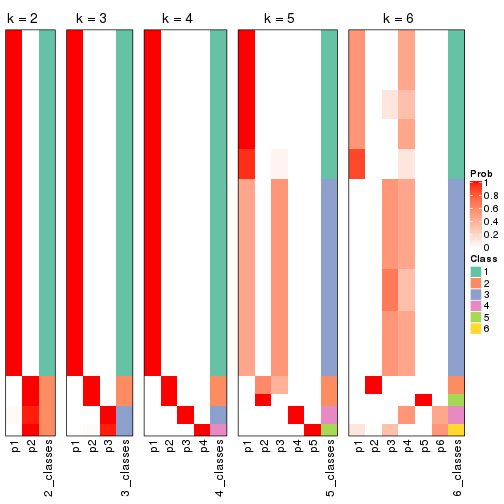 k = 2
k = 3
k = 4
k = 5
k = 6
Prob
1
0.8
0.6
0.4
0.2
0
Class
1
2
3
4
5
6
p1
p2
2_classes
p1
p2
p3
3_classes
p1
p2
p3
p4
4_classes
p1
p2
p3
p4
p5
5_classes
p1
p2
p3
p4
p5
p6
6_classes